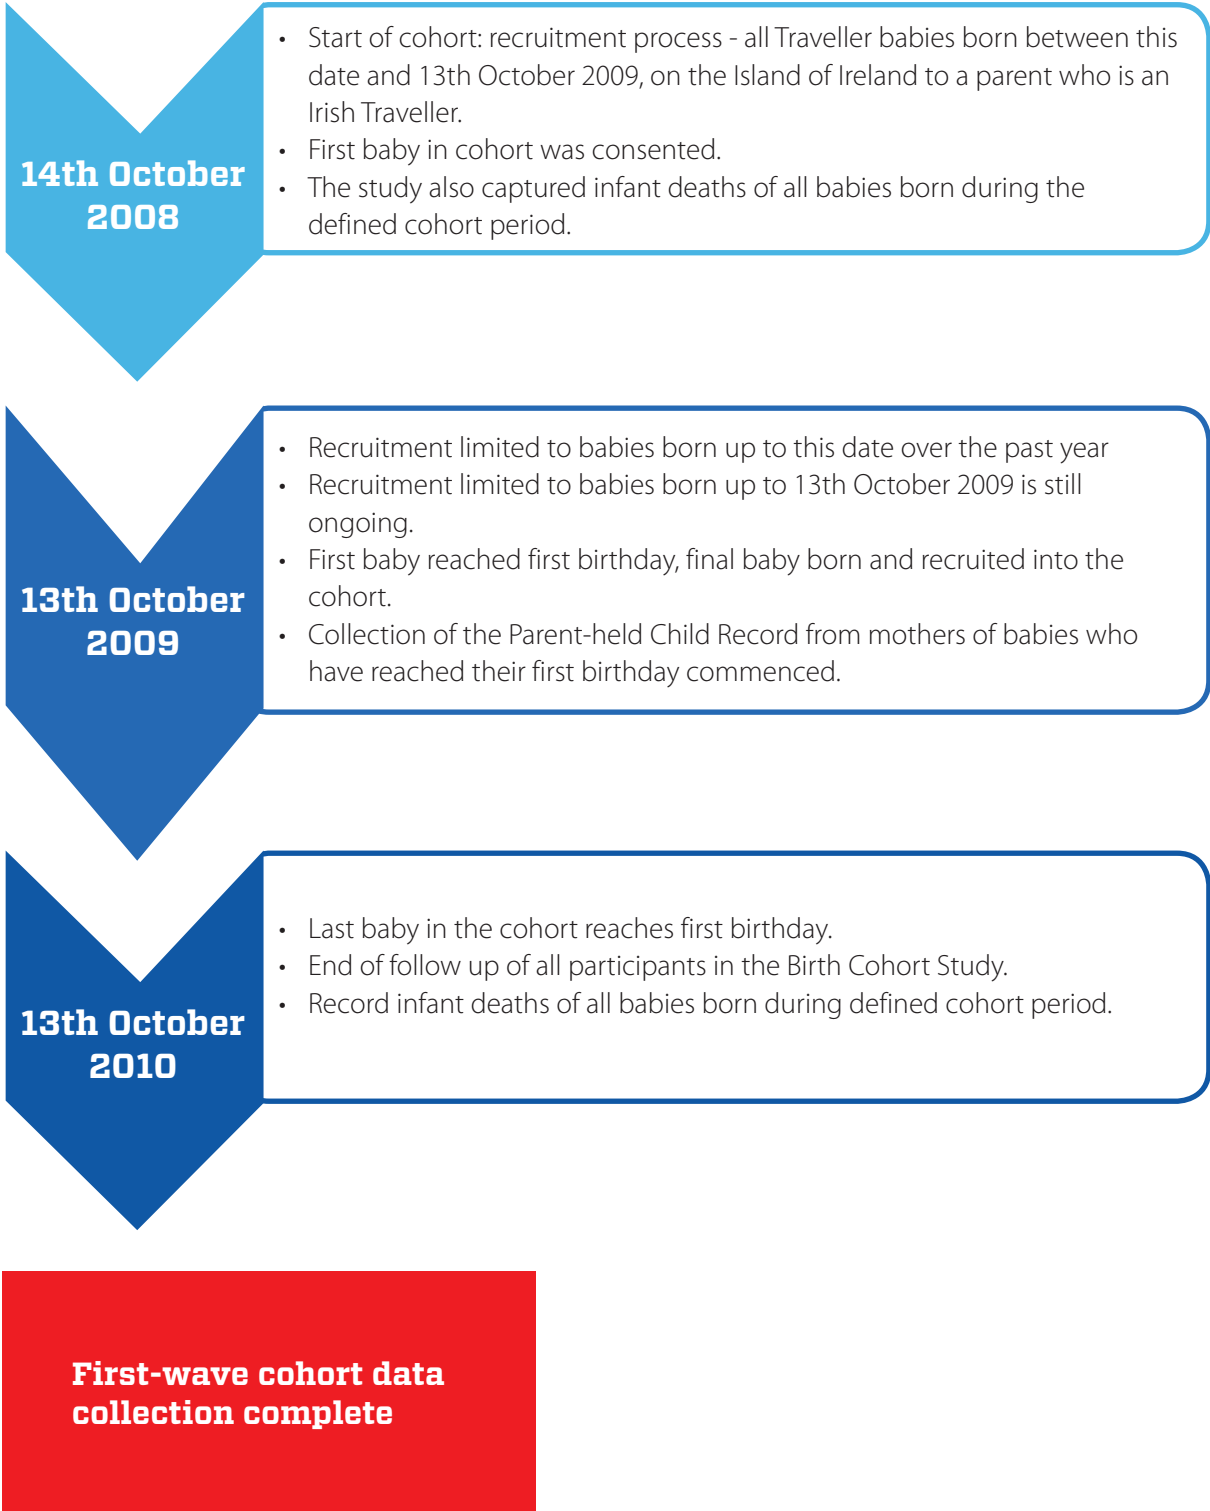 14th October
2008
• Start of cohort: recruitment process - all Traveller babies born between this
date and 13th October 2009, on the Island of Ireland to a parent who is an
Irish Traveller.
• First baby in cohort was consented.
• The study also captured infant deaths of all babies born during the
defined cohort period.
13th October
2009
• Recruitment limited to babies born up to this date over the past year
• Recruitment limited to babies born up to 13th October 2009 is still
ongoing.
• First baby reached first birthday, final baby born and recruited into the
cohort.
• Collection of the Parent-held Child Record from mothers of babies who
have reached their first birthday commenced.
13th October
2010
• Last baby in the cohort reaches first birthday.
• End of follow up of all participants in the Birth Cohort Study.
• Record infant deaths of all babies born during defined cohort period.
First-wave cohort data
collection complete